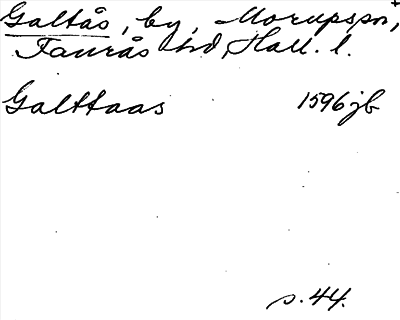 Galtås, by, Morupssn,
Faurås hd, Hall. l.
Galttaas 1596 jb
s. 44.